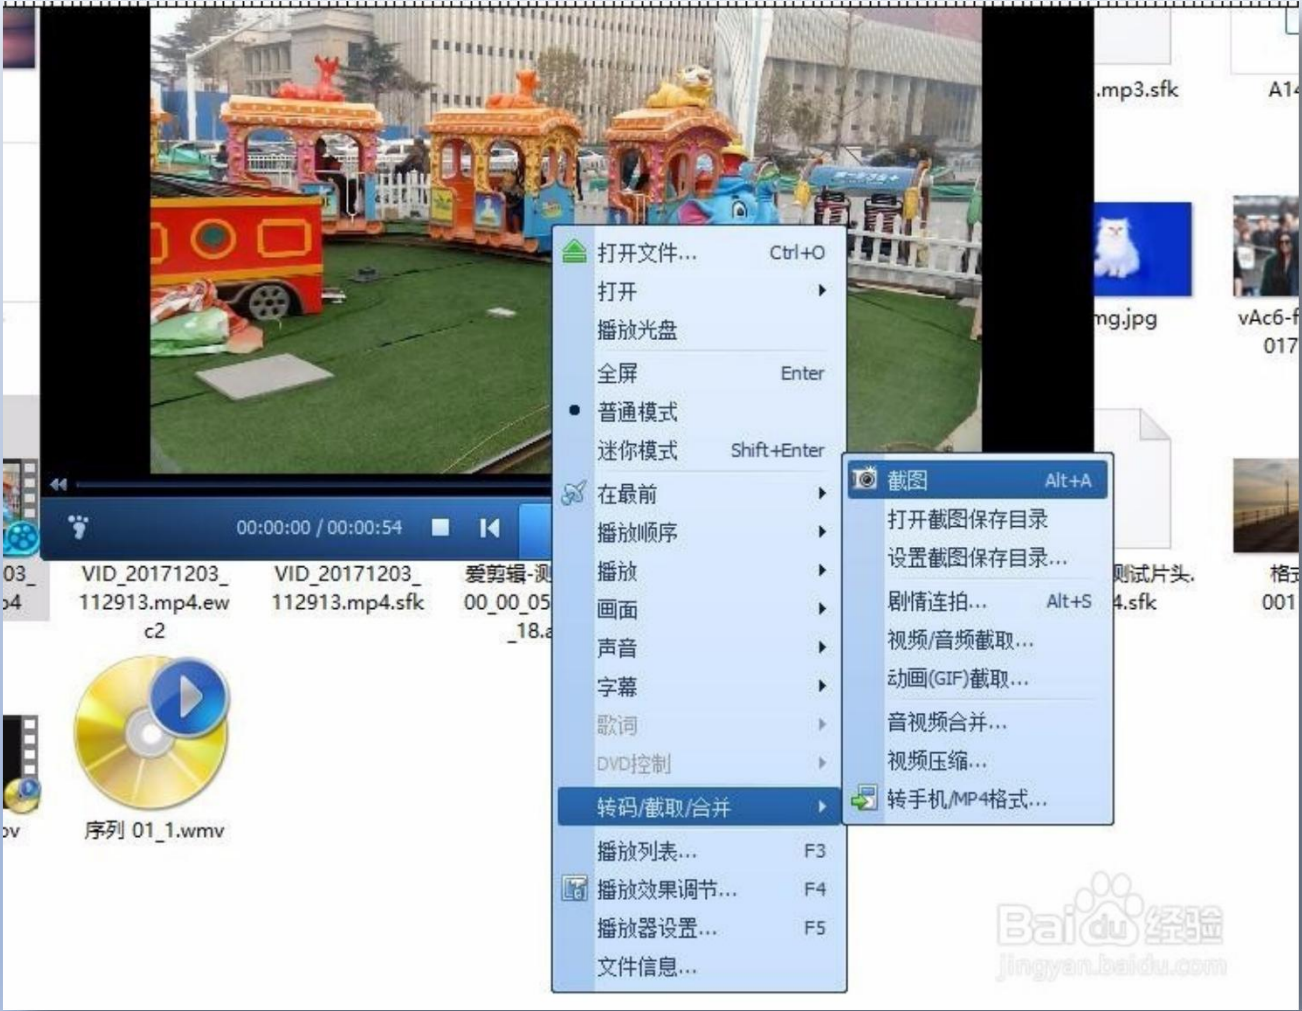 .mp3.sfk
A14
打开文件... Ctrl+O
打开
播放光盘
全屏 Enter
普通模式
迷你模式 Shift+Enter
在最前
播放顺序
播放
画面
声音
字幕
歌词
DVD控制
转码/截取/合并
播放列表... F3
播放效果调节... F4
播放器设置... F5
文件信息...
截图 Alt+A
打开截图保存目录
设置截图保存目录...
剧情连拍... Alt+S
视频/音频截取...
动画(GIF)截取...
音视频合并...
视频压缩...
转手机/MP4格式...
mg.jpg
vAc6-f
017
00:00:00 / 00:00:54
03_
p4
VID_20171203_
112913.mp4.ew
c2
VID_20171203_
112913.mp4.sfk
爱剪辑-测
00_00_05
_18.a
测试片头.
4.sfk
格式
001
ov
序列 01_1.wmv
Baidu 经验
jingyan.baidu.com